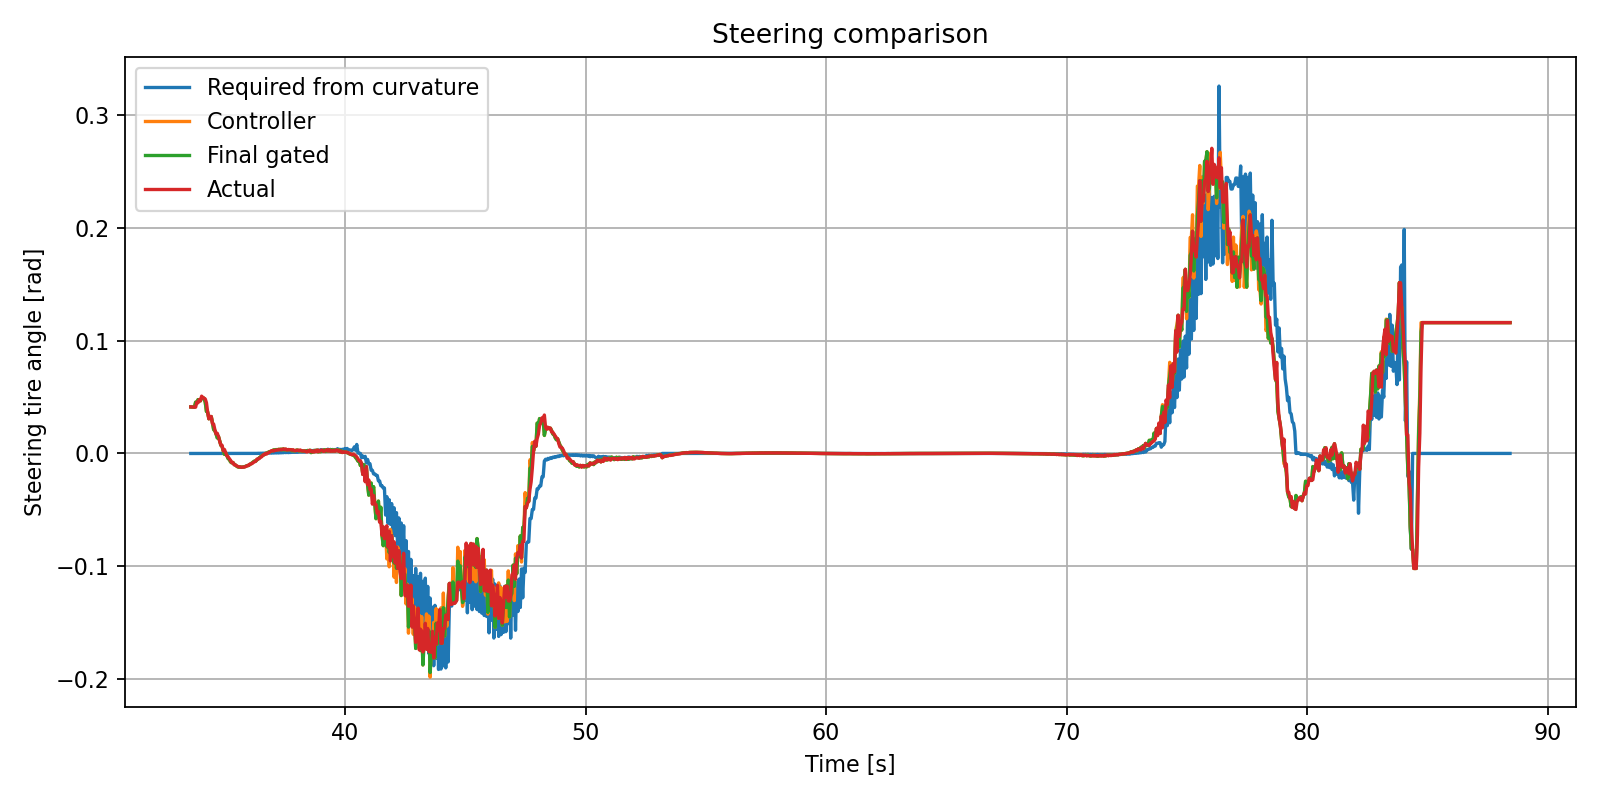 Steering comparison
Required from curvature
Controller
Final gated
Actual
Steering tire angle [rad]
0.3
0.2
0.1
0.0
−0.1
−0.2
40 50 60 70 80 90
Time [s]